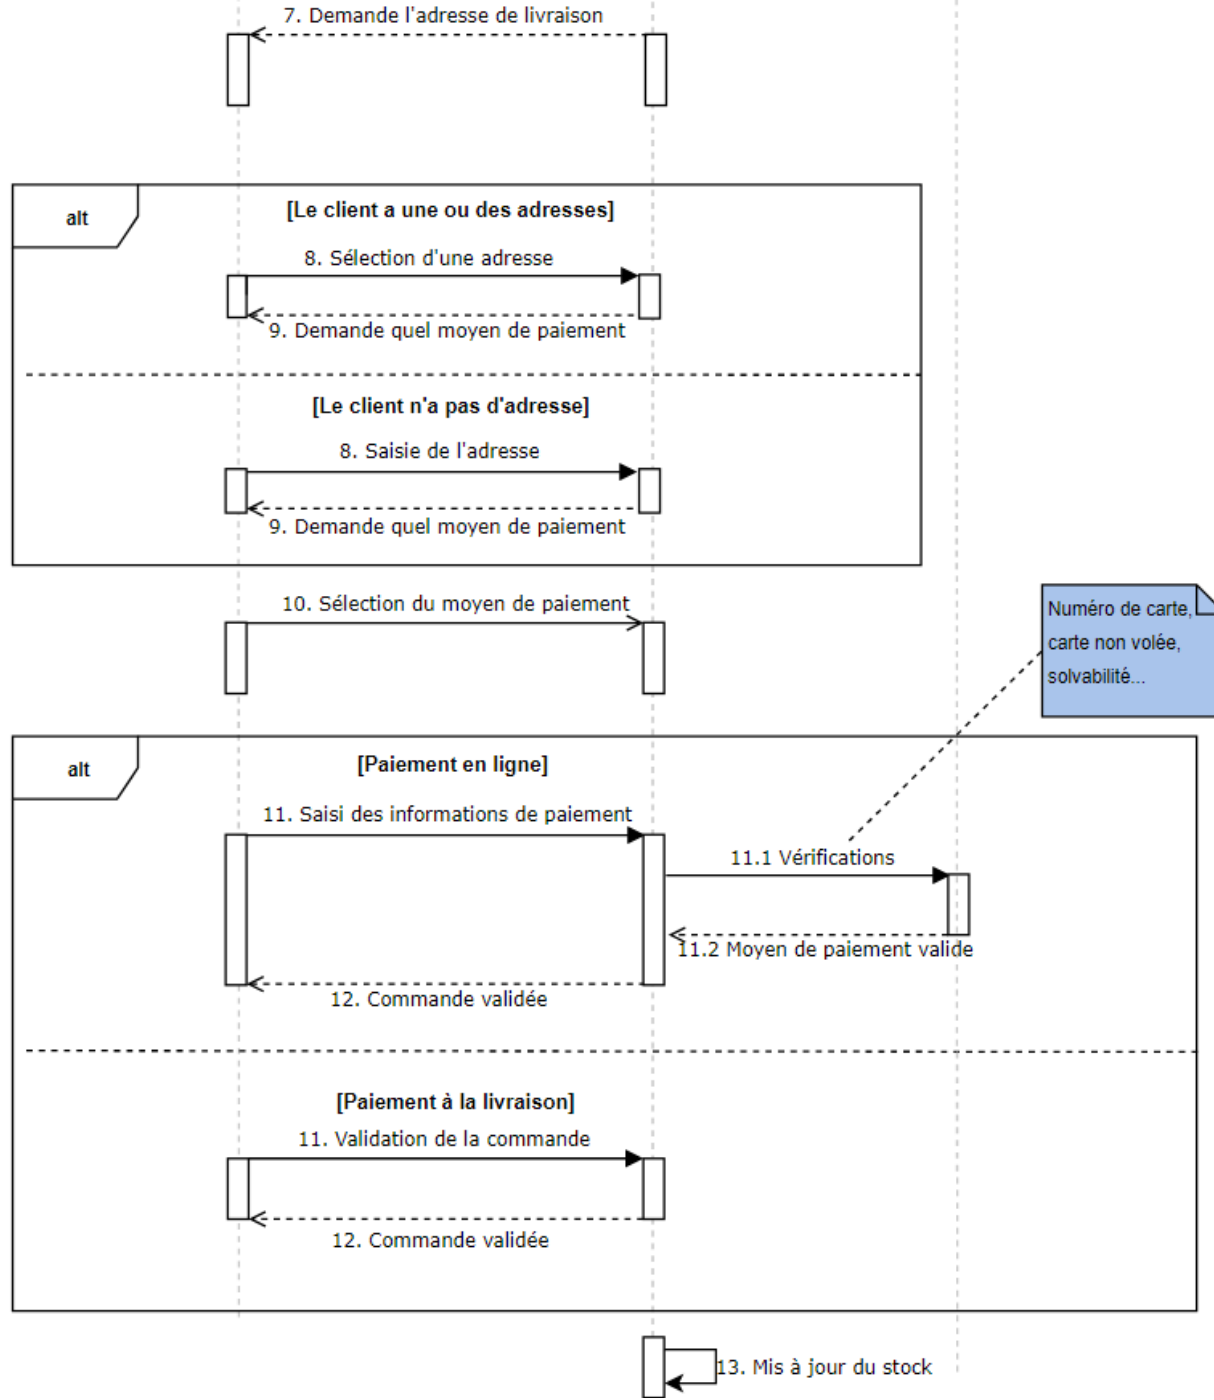 7. Demande l'adresse de livraison
alt
[Le client a une ou des adresses]
8. Sélection d'une adresse
9. Demande quel moyen de paiement
[Le client n'a pas d'adresse]
8. Saisie de l'adresse
9. Demande quel moyen de paiement
10. Sélection du moyen de paiement
Numéro de carte,
carte non volée,
solvabilité...
alt
[Paiement en ligne]
11. Saisi des informations de paiement
11.1 Vérifications
11.2 Moyen de paiement valide
12. Commande validée
[Paiement à la livraison]
11. Validation de la commande
12. Commande validée
13. Mis à jour du stock